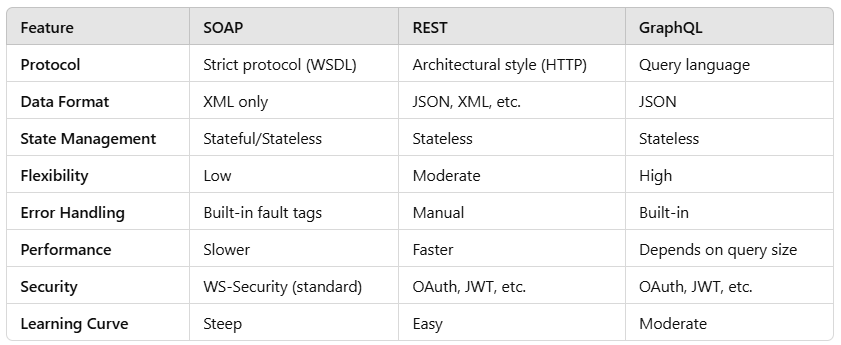 Feature SOAP REST GraphQL
Protocol Strict protocol (WSDL) Architectural style (HTTP) Query language
Data Format XML only JSON, XML, etc. JSON
State Management Stateful/Stateless Stateless Stateless
Flexibility Low Moderate High
Error Handling Built-in fault tags Manual Built-in
Performance Slower Faster Depends on query size
Security WS-Security (standard) OAuth, JWT, etc. OAuth, JWT, etc.
Learning Curve Steep Easy Moderate